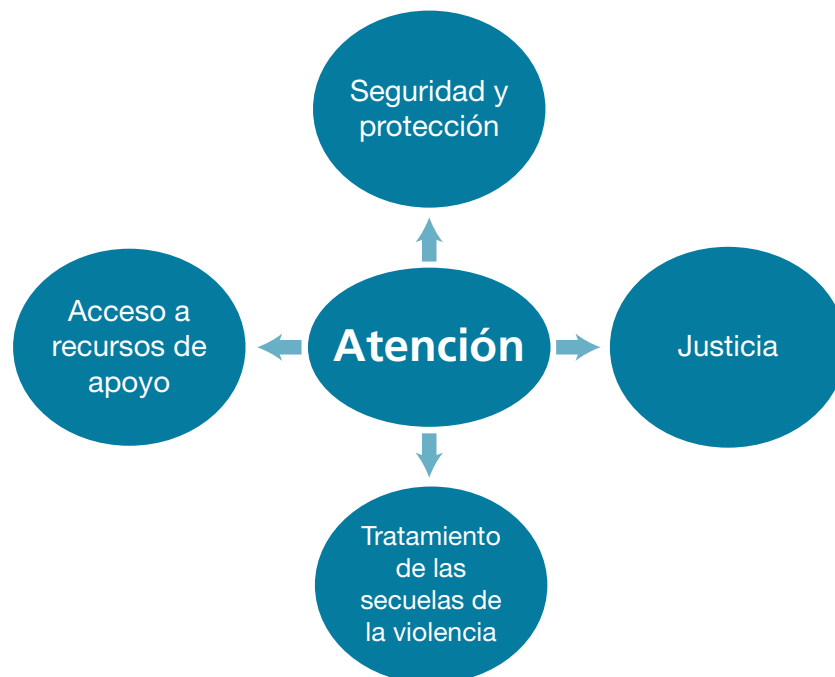 Seguridad y
protección
Acceso a
recursos de
apoyo
Atención
Justicia
Tratamiento
de las
secuelas de
la violencia